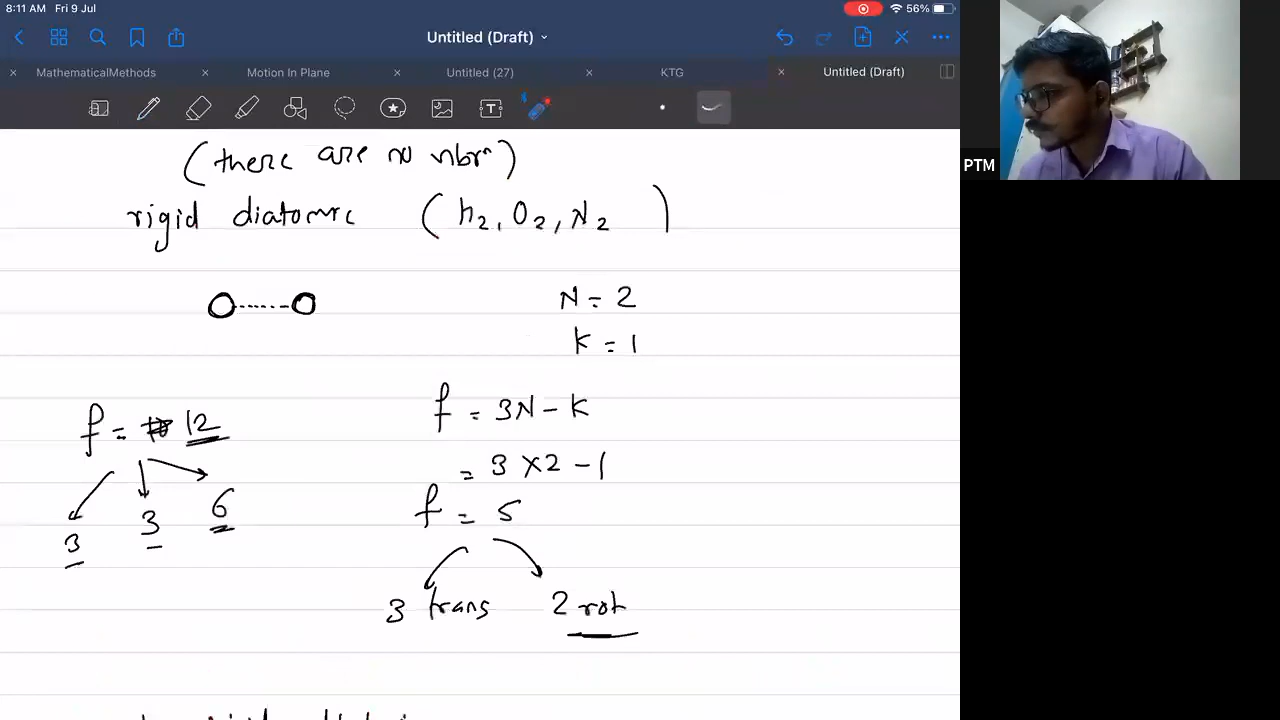 8:11 AM Fri 9 Jul
56%
Untitled (Draft)
MathematicalMethods
Motion In Plane
Untitled (27)
KTG
Untitled (Draft)
T
PTM
(there are no vibrn)
rigid diatomic (h2, O2, N2 )
N = 2
K = 1
f = 12
3 3 6
f = 3N - K
= 3 x 2 - 1
f = 5
3 trans 2 rot